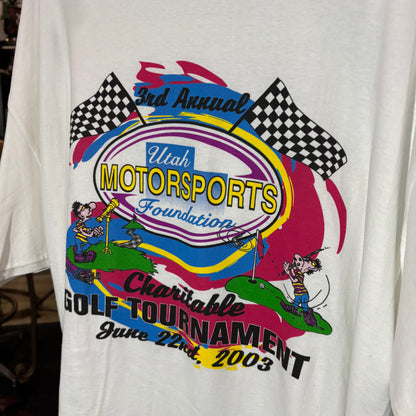 3rd Annual
Utah
MOTORSPORTS
Foundation
Charitable
GOLF TOURNAMENT
June 22nd, 2003